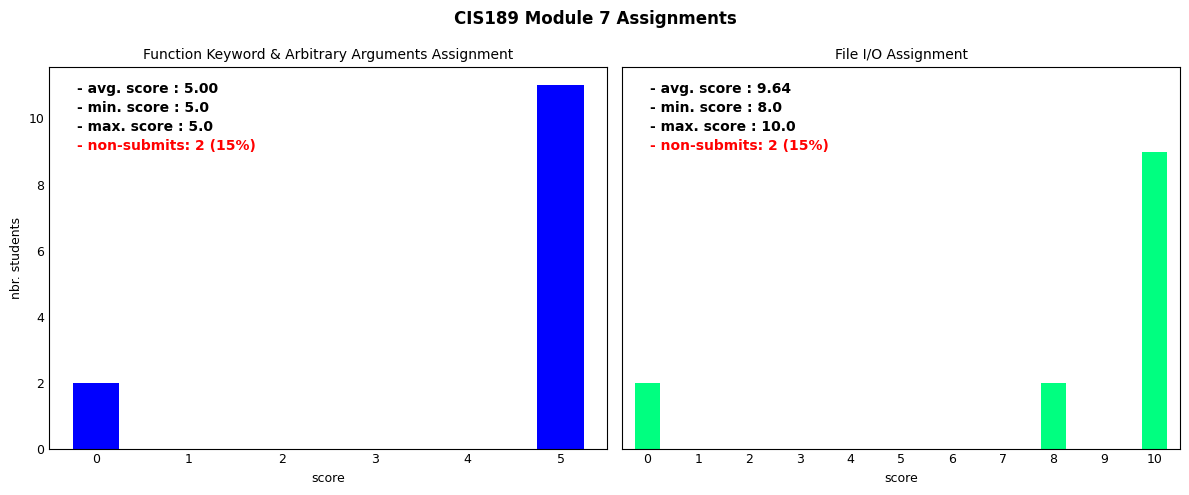 CIS189 Module 7 Assignments
Function Keyword & Arbitrary Arguments Assignment
- avg. score : 5.00
- min. score : 5.0
- max. score : 5.0
- non-submits: 2 (15%)
10
8
6
4
2
0
nbr. students
0 1 2 3 4 5
score
File I/O Assignment
- avg. score : 9.64
- min. score : 8.0
- max. score : 10.0
- non-submits: 2 (15%)
0 1 2 3 4 5 6 7 8 9 10
score